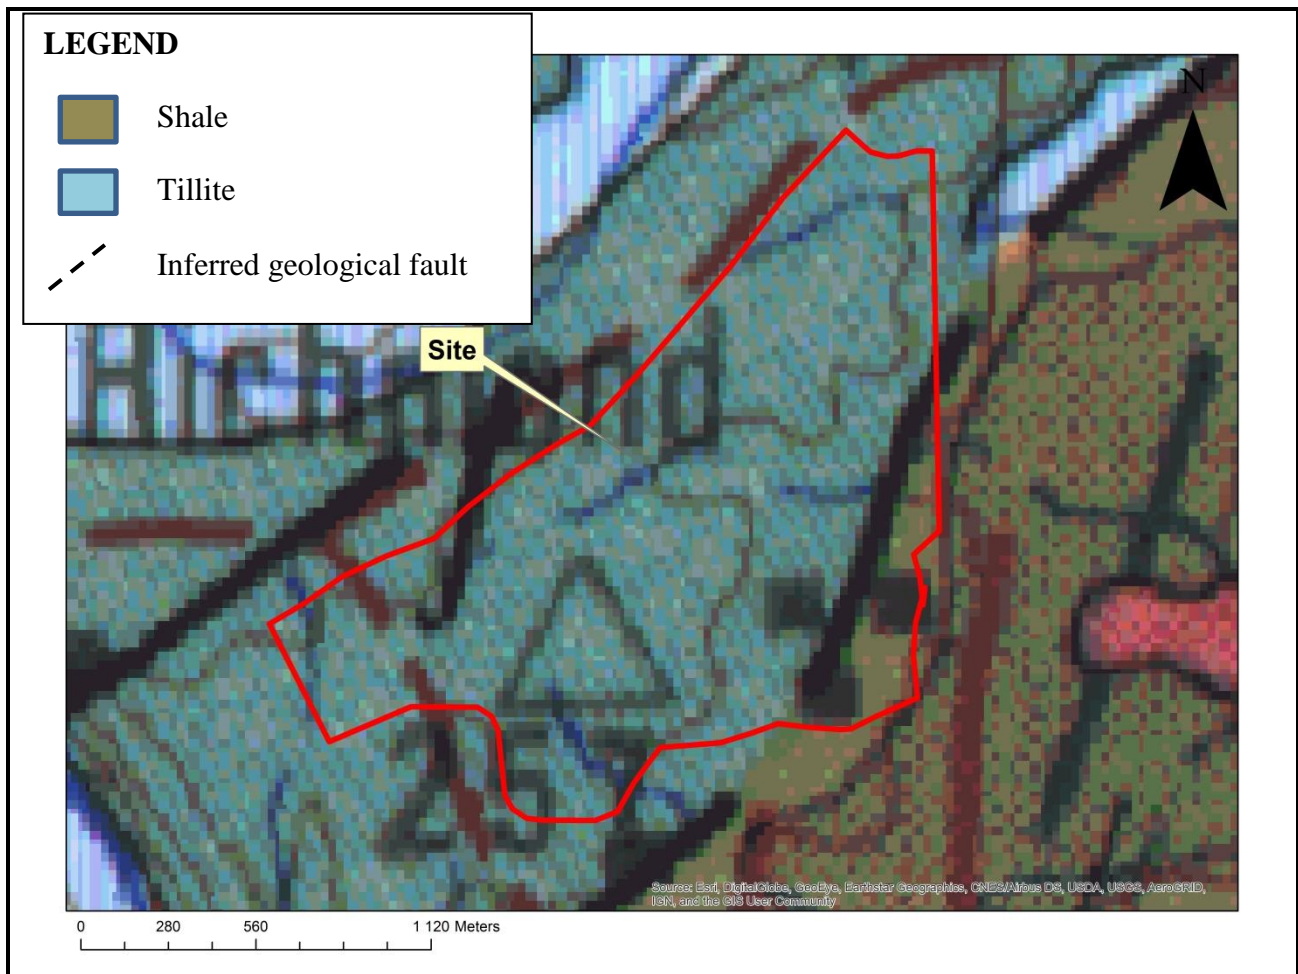 LEGEND
Shale
Tillite
Inferred geological fault
N
Site
Source: Esri, DigitalGlobe, GeoEye, Earthstar Geographics, CNES/Airbus DS, USDA, USGS, AeroGRID,
IGN, and the GIS User Community
0 280 560 1 120 Meters